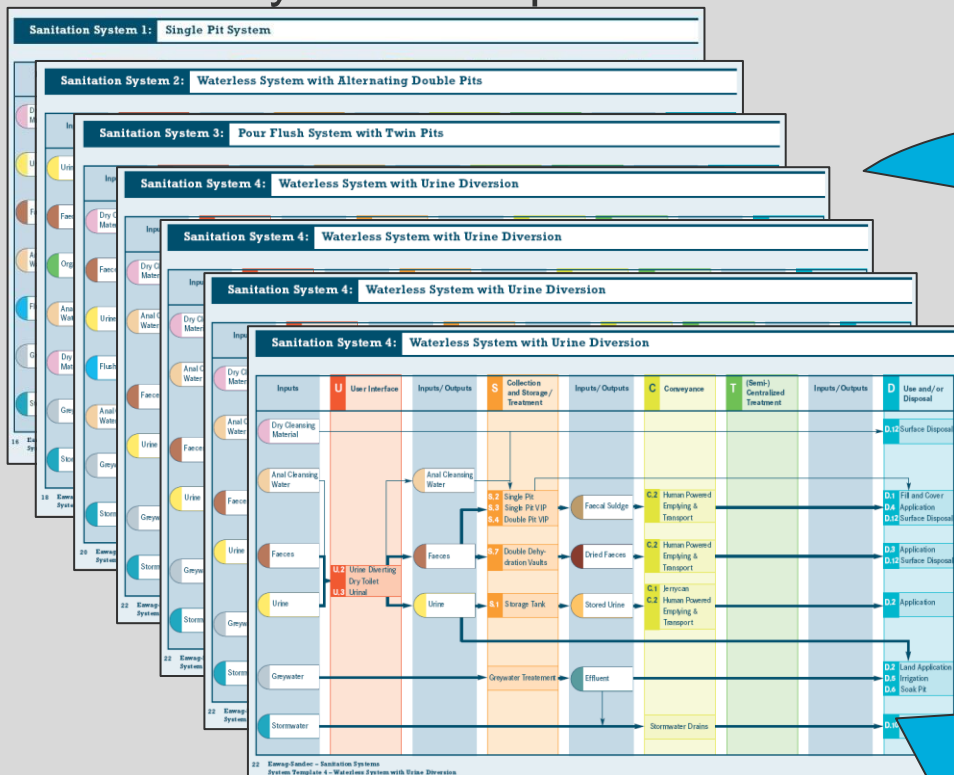 Sanitation System 1: Single Pit System
Sanitation System 2: Waterless System with Alternating Double Pits
Sanitation System 3: Pour Flush System with Twin Pits
Sanitation System 4: Waterless System with Urine Diversion
Sanitation System 4: Waterless System with Urine Diversion
Sanitation System 4: Waterless System with Urine Diversion
Sanitation System 4: Waterless System with Urine Diversion
Inputs
U User Interface
Inputs/Outputs
S Collection
and Storage/
Treatment
Inputs/Outputs
C Conveyance
T (Semi-)
Centralized
Treatment
Inputs/Outputs
D Use and/or
Disposal
Dry Cleansing
Material
D.12 Surface Disposal
Anal Cleansing
Water
Anal Cleansing
Water
S.2 Single Pit
S.3 Single Pit VIP
S.4 Double Pit VIP
Faecal Suldge
C.2 Human Powered
Emptying &
Transport
D.1 Fill and Cover
D.4 Application
D.12 Surface Disposal
Faeces
U.2 Urine Diverting
Dry Toilet
U.3 Urinal
Faeces
S.7 Double Dehy-
dration Vaults
Dried Faeces
C.2 Human Powered
Emptying &
Transport
D.3 Application
D.12 Surface Disposal
Urine
Urine
S.1 Storage Tank
Stored Urine
C.1 Jerrycan
C.2 Human Powered
Emptying &
Transport
D.2 Application
Greywater
Greywater Treatement
Effluent
D.2 Land Application
D.5 Irrigation
D.6 Soak Pit
Stormwater
Stormwater Drains
22 Eawag-Sandec – Sanitation Systems
System Template 4 – Waterless System with Urine Diversion